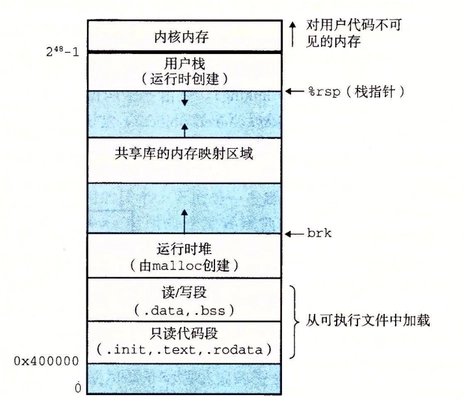 内核内存
对用户代码不可
见的内存
2⁴⁸-1
用户栈
(运行时创建)
%rsp(栈指针)
共享库的内存映射区域
brk
运行时堆
(由malloc创建)
读/写段
(.data,.bss)
从可执行文件中加载
只读代码段
(.init,.text,.rodata)
0x400000
0